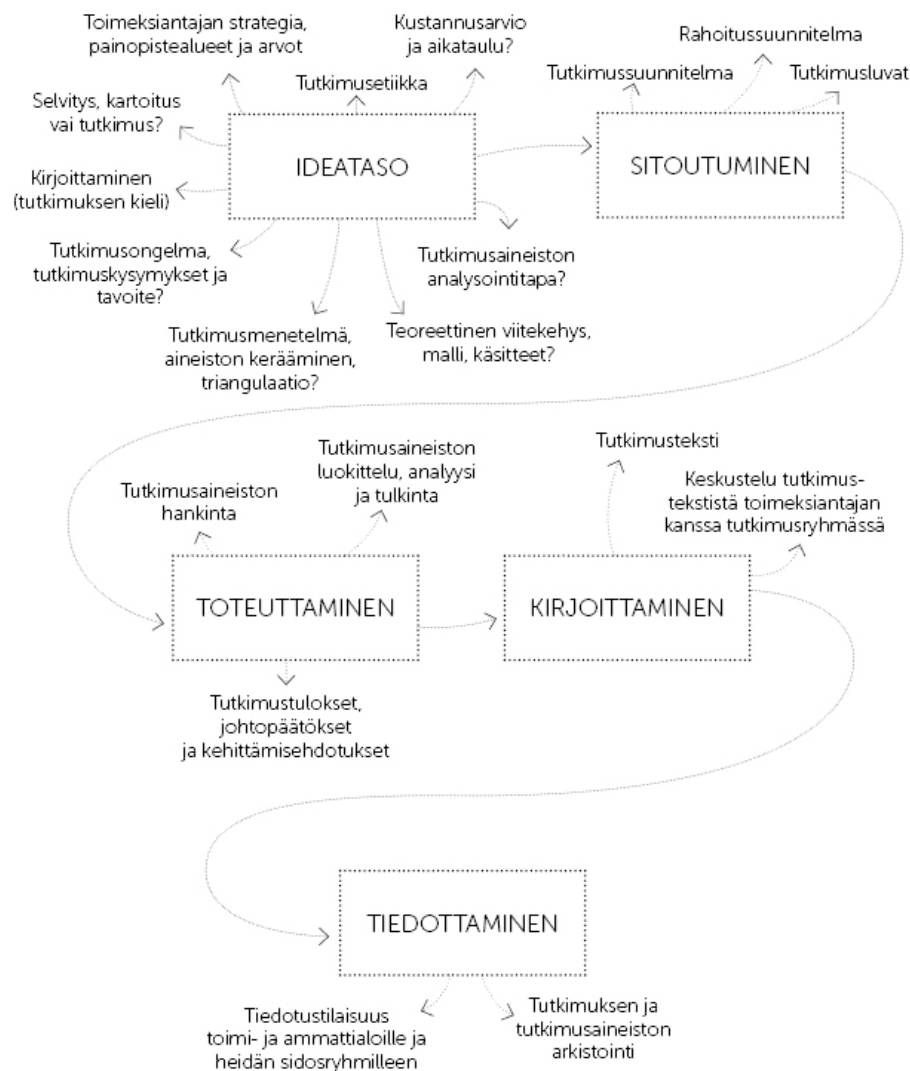 Toimeksiantajan strategia,
painopistealueet ja arvot
Kustannusarvio
ja aikataulu?
Tutkimusetiikka
Selvitys, kartoitus
vai tutkimus?
IDEATASO
Kirjoittaminen
(tutkimuksen kieli)
Tutkimusongelma,
tutkimuskysymykset ja
tavoite?
Tutkimusmenetelmä,
aineiston kerääminen,
triangulaatio?
Teoreettinen viitekehys,
malli, käsitteet?
Tutkimusaineiston
analysointitapa?
Rahoitussuunnitelma
Tutkimussuunnitelma
Tutkimusluvat
SITOUTUMINEN
Tutkimusaineiston
hankinta
Tutkimusaineiston
luokittelu, analyysi
ja tulkinta
TOTEUTTAMINEN
Tutkimustulokset,
johtopäätökset
ja kehittämisehdotukset
Tutkimusteksti
Keskustelu tutkimus-
tekstistä toimeksiantajan
kanssa tutkimusryhmässä
KIRJOITTAMINEN
TIEDOTTAMINEN
Tiedotustilaisuus
toimi- ja ammattialoille ja
heidän sidosryhmilleen
Tutkimuksen ja
tutkimusaineiston
arkistointi